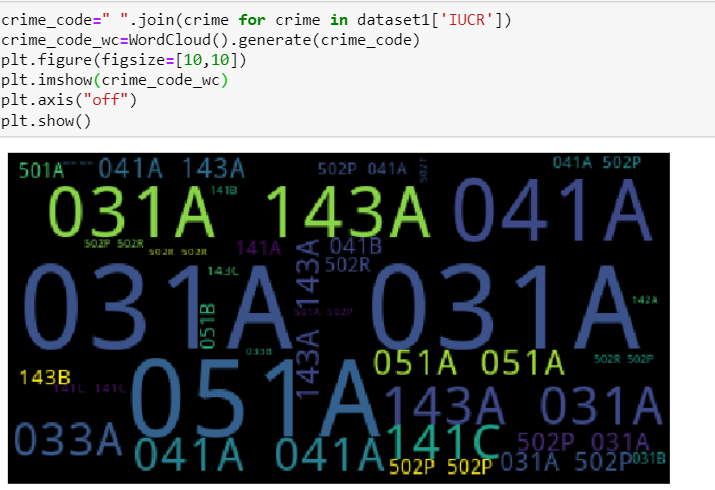 crime_code=" ".join(crime for crime in dataset1['IUCR'])
crime_code_wc=WordCloud().generate(crime_code)
plt.figure(figsize=[10,10])
plt.imshow(crime_code_wc)
plt.axis("off")
plt.show()
501A
041A 143A
502P 041A
041A 502P
031A
141B
143A
041A
502P 502R
502R 502R
141A
041B
502R
143A 143A
031A
143C
031A
142A
051B
501A 502P
033B
051A
051A 051A
502R 502P
143B
141C 141C
143A
031A
033A
041A 041A
141C
502P 031A
502P 502P
031A 502P
031B